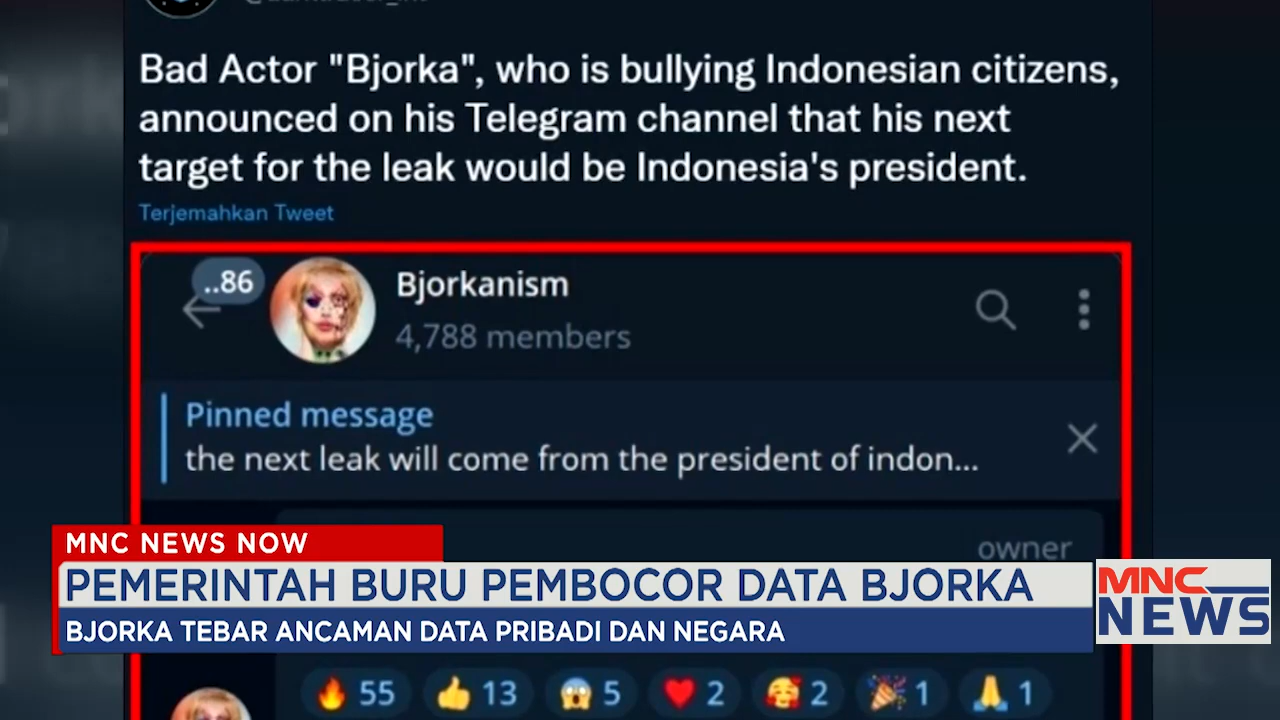 Bad Actor "Bjorka", who is bullying Indonesian citizens,
announced on his Telegram channel that his next
target for the leak would be Indonesia's president.
Terjemahkan Tweet
..86
Bjorkanism
4,788 members
Pinned message
the next leak will come from the president of indon...
owner
MNC NEWS NOW
PEMERINTAH BURU PEMBOCOR DATA BJORKA
BJORKA TEBAR ANCAMAN DATA PRIBADI DAN NEGARA
MNC
NEWS
55 13 5 2 2 1 1